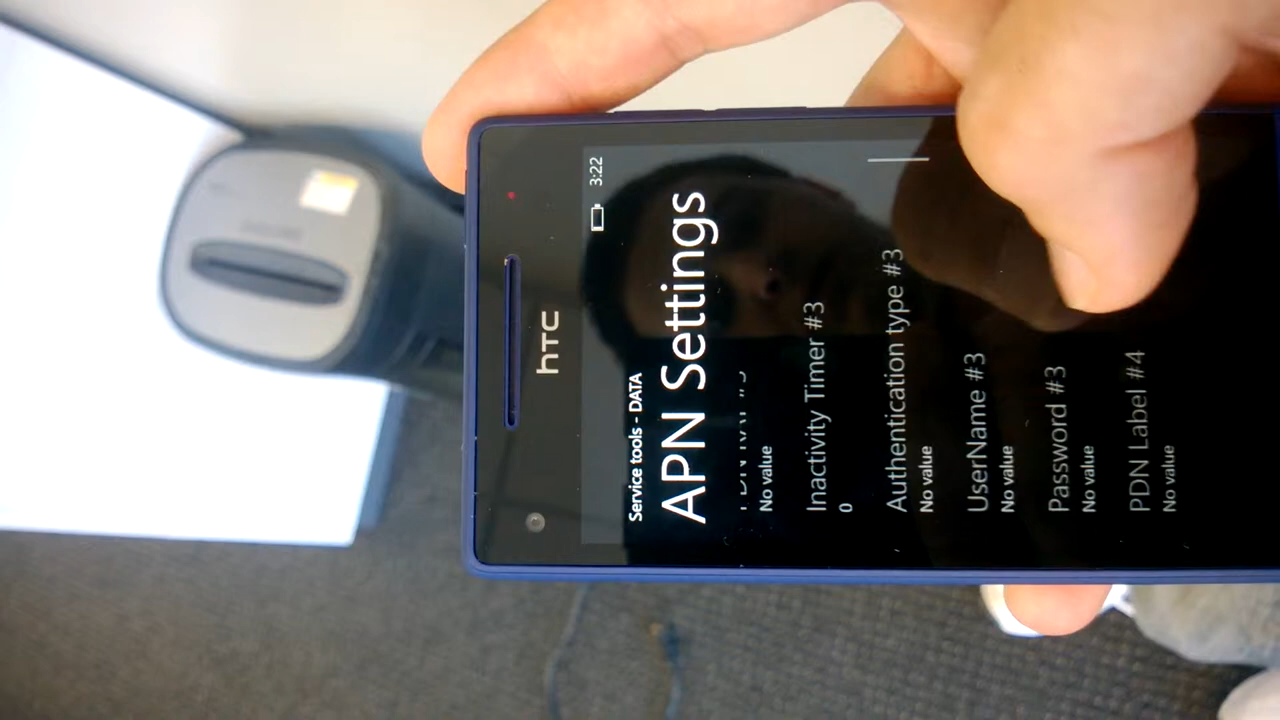 hTC
3:22
Service tools - DATA
APN Settings
No value
Inactivity Timer #3
0
Authentication type #3
No value
UserName #3
No value
Password #3
No value
PDN Label #4
No value